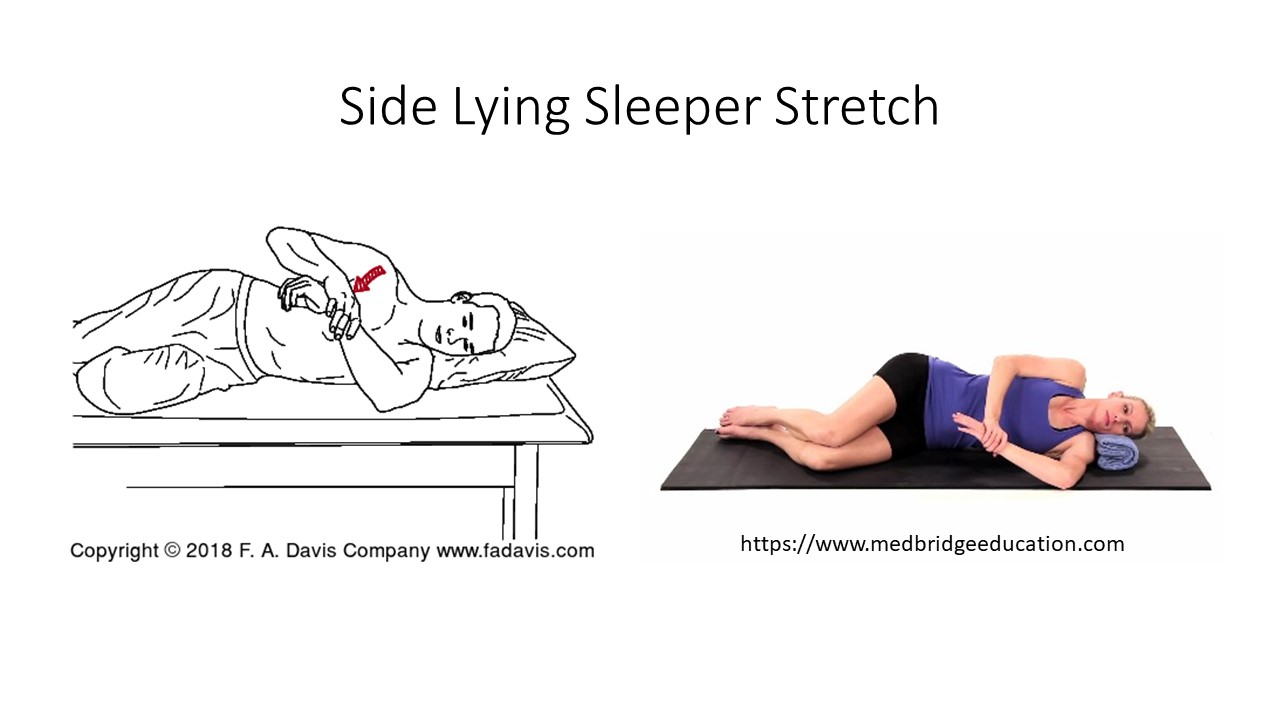 Side Lying Sleeper Stretch
Copyright © 2018 F. A. Davis Company www.fadavis.com
https://www.medbridgeeducation.com